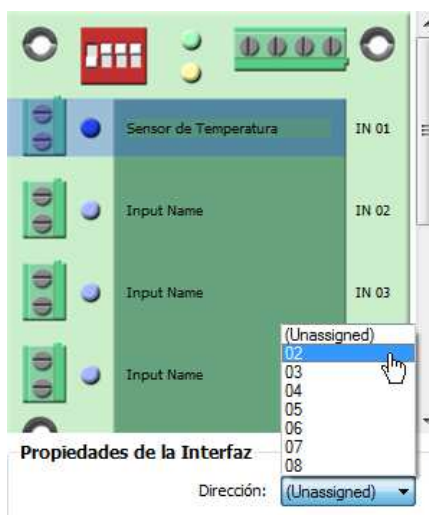 Sensor de Temperatura IN 01
Input Name IN 02
Input Name IN 03
Input Name
(Unassigned)
02
03
04
05
06
07
08
Propiedades de la Interfaz
Dirección: (Unassigned)